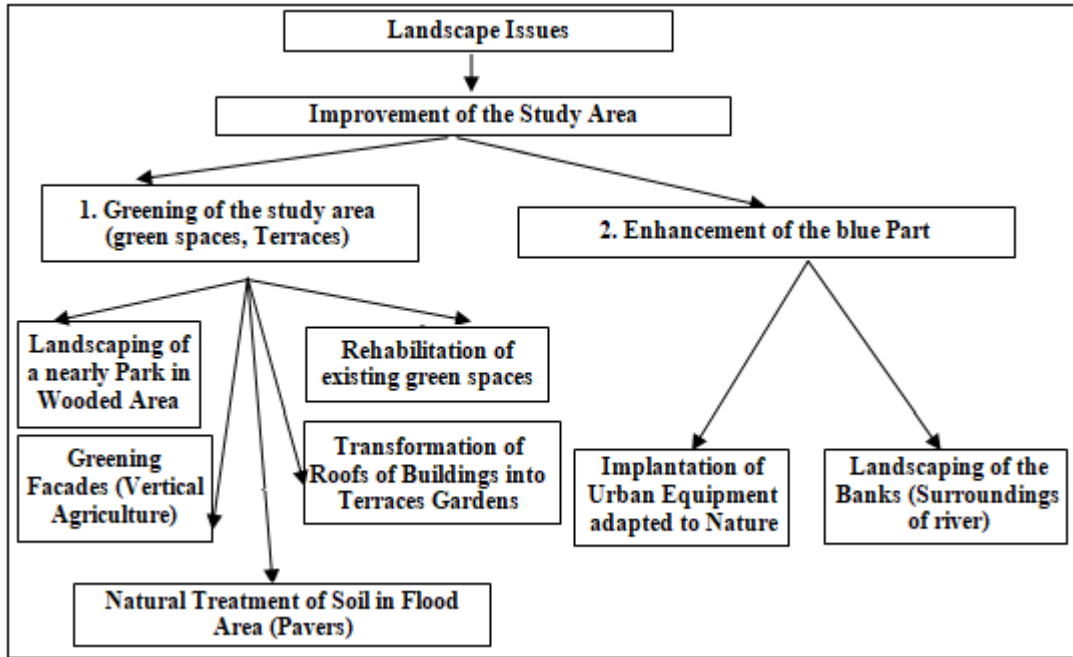 Landscape Issues
Improvement of the Study Area
1. Greening of the study area
(green spaces, Terraces)
2. Enhancement of the blue Part
Landscaping of
a nearly Park in
Wooded Area
Rehabilitation of
existing green spaces
Greening
Facades (Vertical
Agriculture)
Transformation of
Roofs of Buildings into
Terraces Gardens
Implantation of
Urban Equipment
adapted to Nature
Landscaping of the
Banks (Surroundings
of river)
Natural Treatment of Soil in Flood
Area (Pavers)